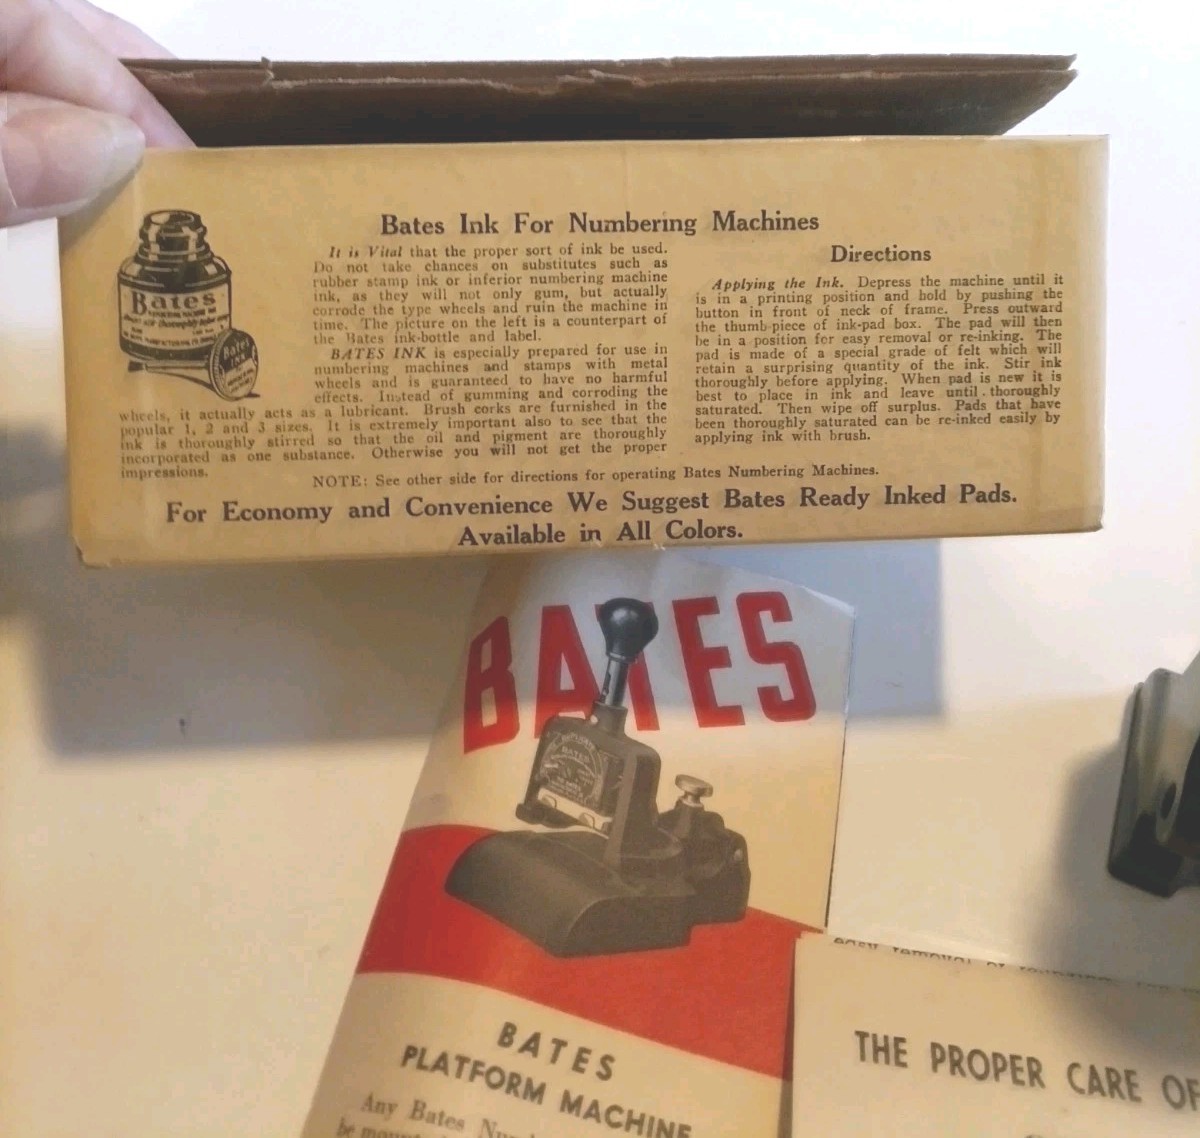 Bates Ink For Numbering Machines
It is Vital that the proper sort of ink be used.
Do not take chances on substitutes such as
rubber stamp ink or inferior numbering machine
ink, as they will not only gum, but actually
corrode the type wheels and ruin the machine in
time. The picture on the left is a counterpart of
the Bates ink-bottle and label.
BATES INK is especially prepared for use in
numbering machines and stamps with metal
wheels and is guaranteed to have no harmful
effects. Instead of gumming and corroding the
wheels, it actually acts as a lubricant. Brush corks are furnished in the
popular 1, 2 and 3 sizes. It is extremely important also to see that the
ink is thoroughly stirred so that the oil and pigment are thoroughly
incorporated as one substance. Otherwise you will not get the proper
impressions.
Bates
Bates
INK
Directions
Applying the Ink. Depress the machine until it
is in a printing position and hold by pushing the
button in front of neck of frame. Press outward
the thumb-piece of ink-pad box. The pad will then
be in a position for easy removal or re-inking. The
pad is made of a special grade of felt which will
retain a surprising quantity of the ink. Stir ink
thoroughly before applying. When pad is new it is
best to place in ink and leave until thoroughly
saturated. Then wipe off surplus. Pads that have
been thoroughly saturated can be re-inked easily by
applying ink with brush.
NOTE: See other side for directions for operating Bates Numbering Machines.
For Economy and Convenience We Suggest Bates Ready Inked Pads.
Available in All Colors.
BATES
BATES
BATES
PLATFORM MACHINE
Any Bates
be
easy removal or
THE PROPER CARE OF